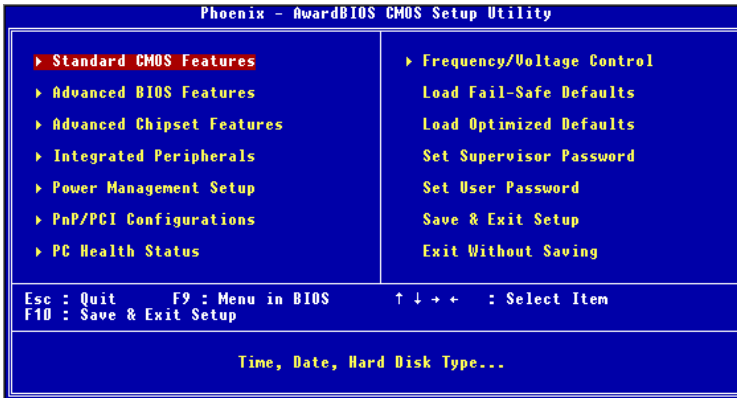 Phoenix - AwardBIOS CMOS Setup Utility
▸ Standard CMOS Features
▸ Advanced BIOS Features
▸ Advanced Chipset Features
▸ Integrated Peripherals
▸ Power Management Setup
▸ PnP/PCI Configurations
▸ PC Health Status
▸ Frequency/Voltage Control
Load Fail-Safe Defaults
Load Optimized Defaults
Set Supervisor Password
Set User Password
Save & Exit Setup
Exit Without Saving
Esc : Quit F9 : Menu in BIOS ↑ ↓ → ← : Select Item
F10 : Save & Exit Setup
Time, Date, Hard Disk Type...